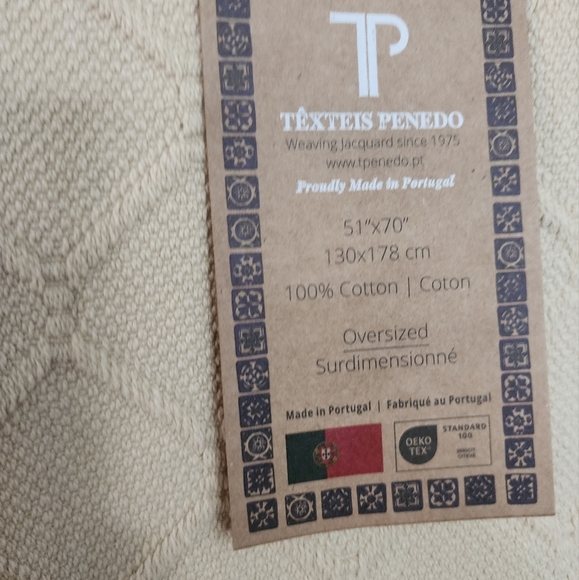 TP
TÊXTEIS PENEDO
Weaving Jacquard since 1975
www.tpenedo.pt
Proudly Made in Portugal
51"x70"
130x178 cm
100% Cotton | Coton
Oversized
Surdimensionné
Made in Portugal | Fabriqué au Portugal
OEKO
TEX®
STANDARD
100